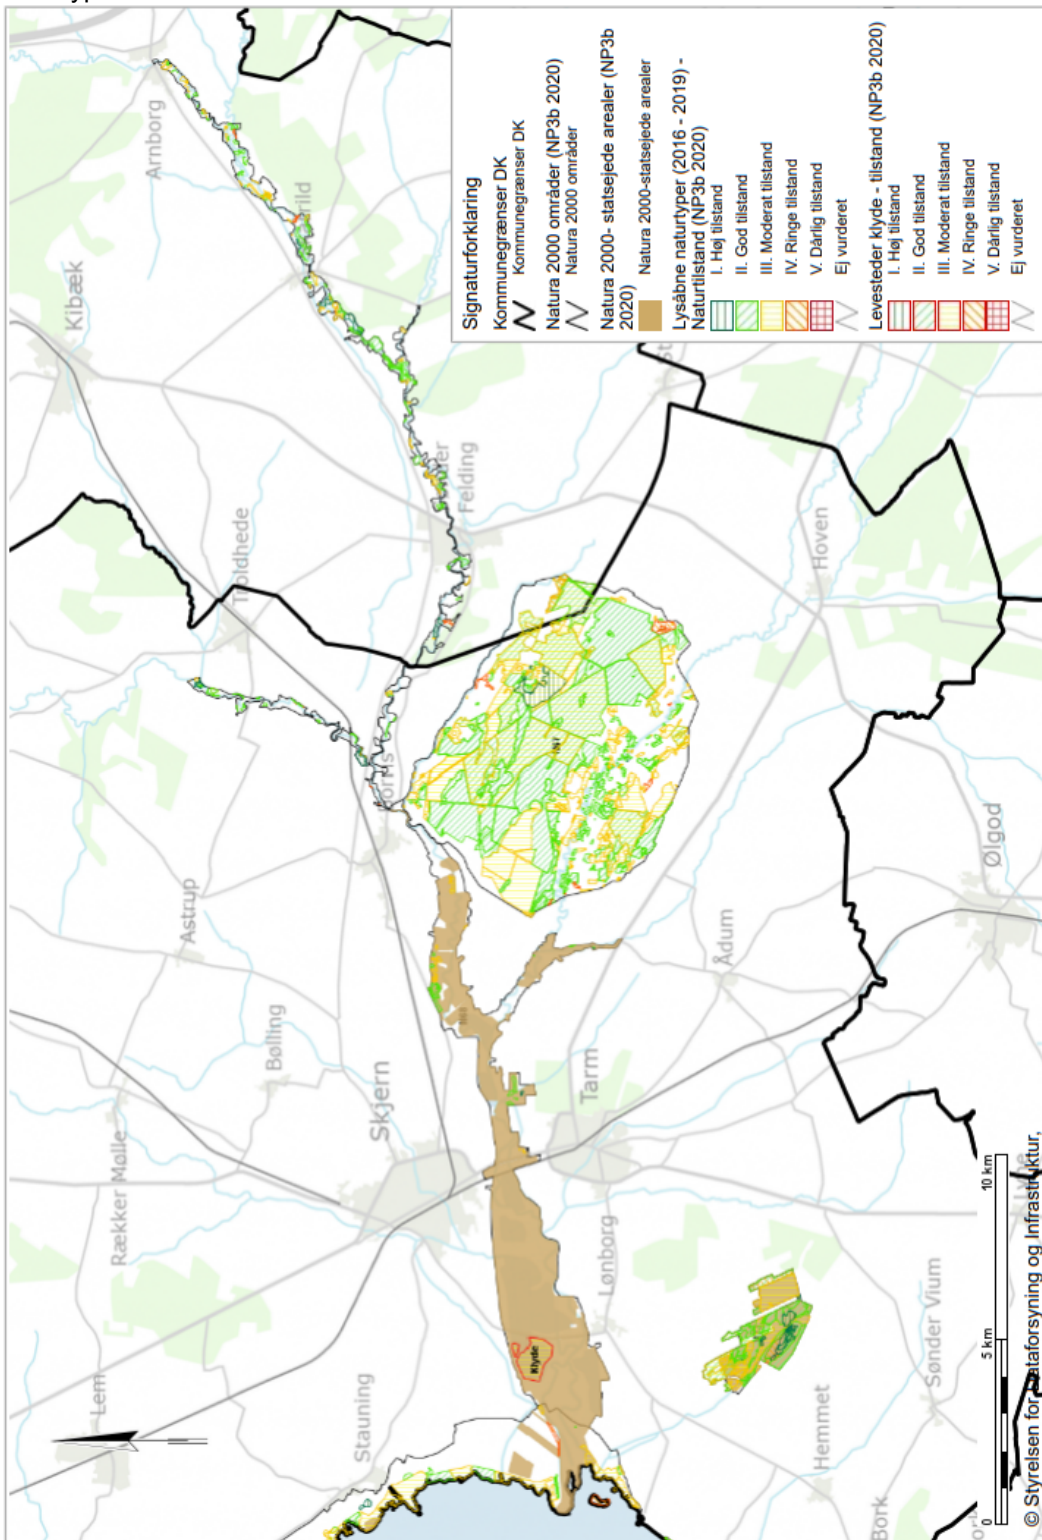 Arnborg
Kibæk
Felding
Hoven
Astrup
Bølling
Rækker Mølle
Skjern
Tarm
Ådum
Ølgod
Lem
Stauning
Klyde
Lønborg
Hemmet
Sønder Vium
Bork
Signaturforklaring
Kommunegrænser DK
Kommunegrænser DK
Natura 2000 områder (NP3b 2020)
Natura 2000 områder
Natura 2000- statsejede arealer (NP3b
2020)
Natura 2000-statsejede arealer
Lysåbne naturtyper (2016 - 2019) -
Naturtilstand (NP3b 2020)
I. Høj tilstand
II. God tilstand
III. Moderat tilstand
IV. Ringe tilstand
V. Dårlig tilstand
Ej vurderet
Levesteder klyde - tilstand (NP3b 2020)
I. Høj tilstand
II. God tilstand
III. Moderat tilstand
IV. Ringe tilstand
V. Dårlig tilstand
Ej vurderet
0
5 km
10 km
© Styrelsen for Dataforsyning og Infrastruktur,